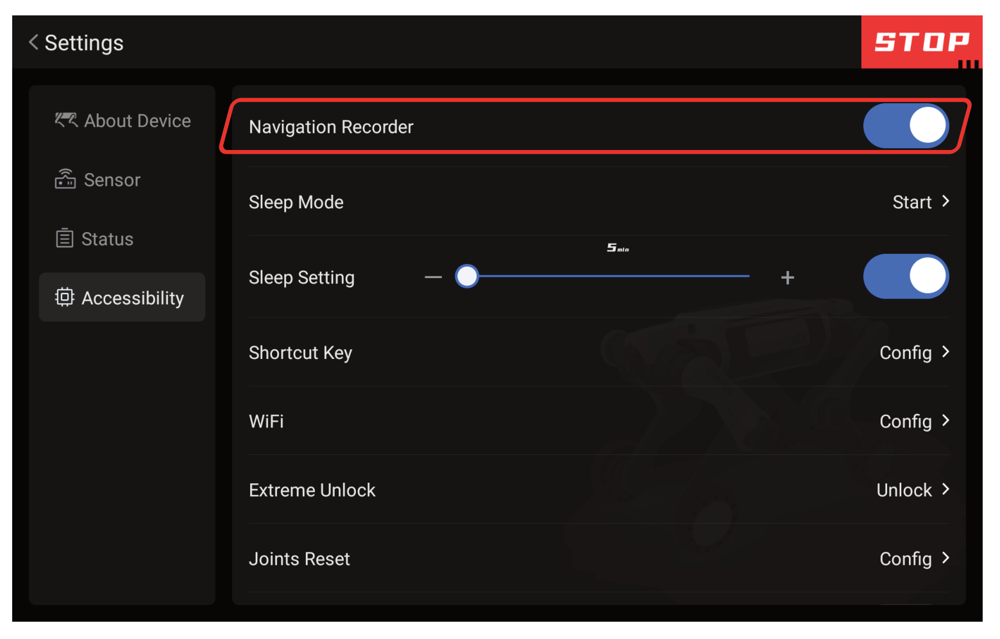 Settings
STOP
About Device
Sensor
Status
Accessibility
Navigation Recorder
Sleep Mode Start
5min
Sleep Setting
Shortcut Key Config
WiFi Config
Extreme Unlock Unlock
Joints Reset Config